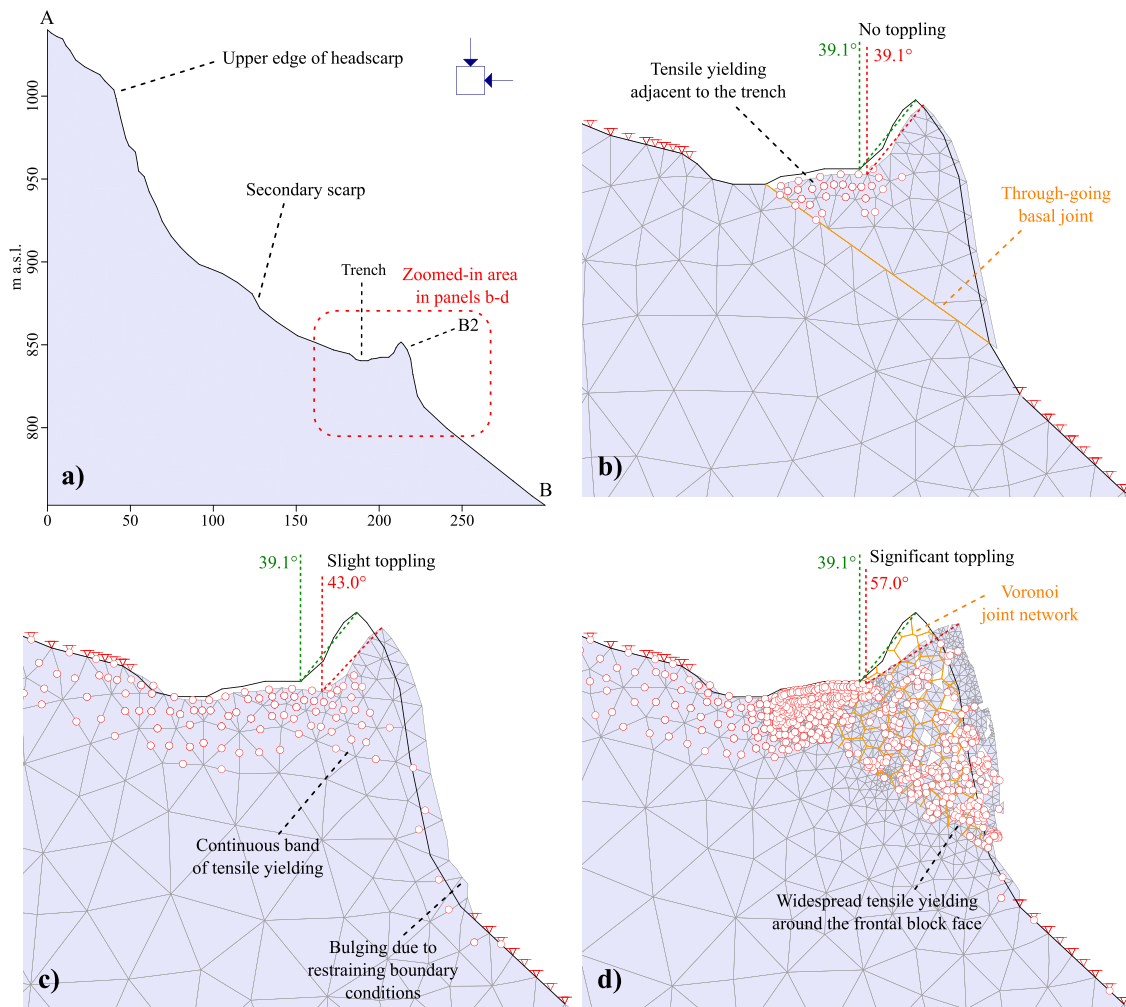 A
Upper edge of headscarp
Secondary scarp
Trench
Zoomed-in area
in panels b-d
B2
m a.s.l.
1000
950
900
850
800
a)
B
0
50
100
150
200
250
No toppling
39.1°
39.1°
Tensile yielding
adjacent to the trench
Through-going
basal joint
b)
39.1°
Slight toppling
43.0°
Continuous band
of tensile yielding
Bulging due to
restraining boundary
conditions
c)
39.1°
Significant toppling
57.0°
Voronoi
joint network
Widespread tensile yielding
around the frontal block face
d)